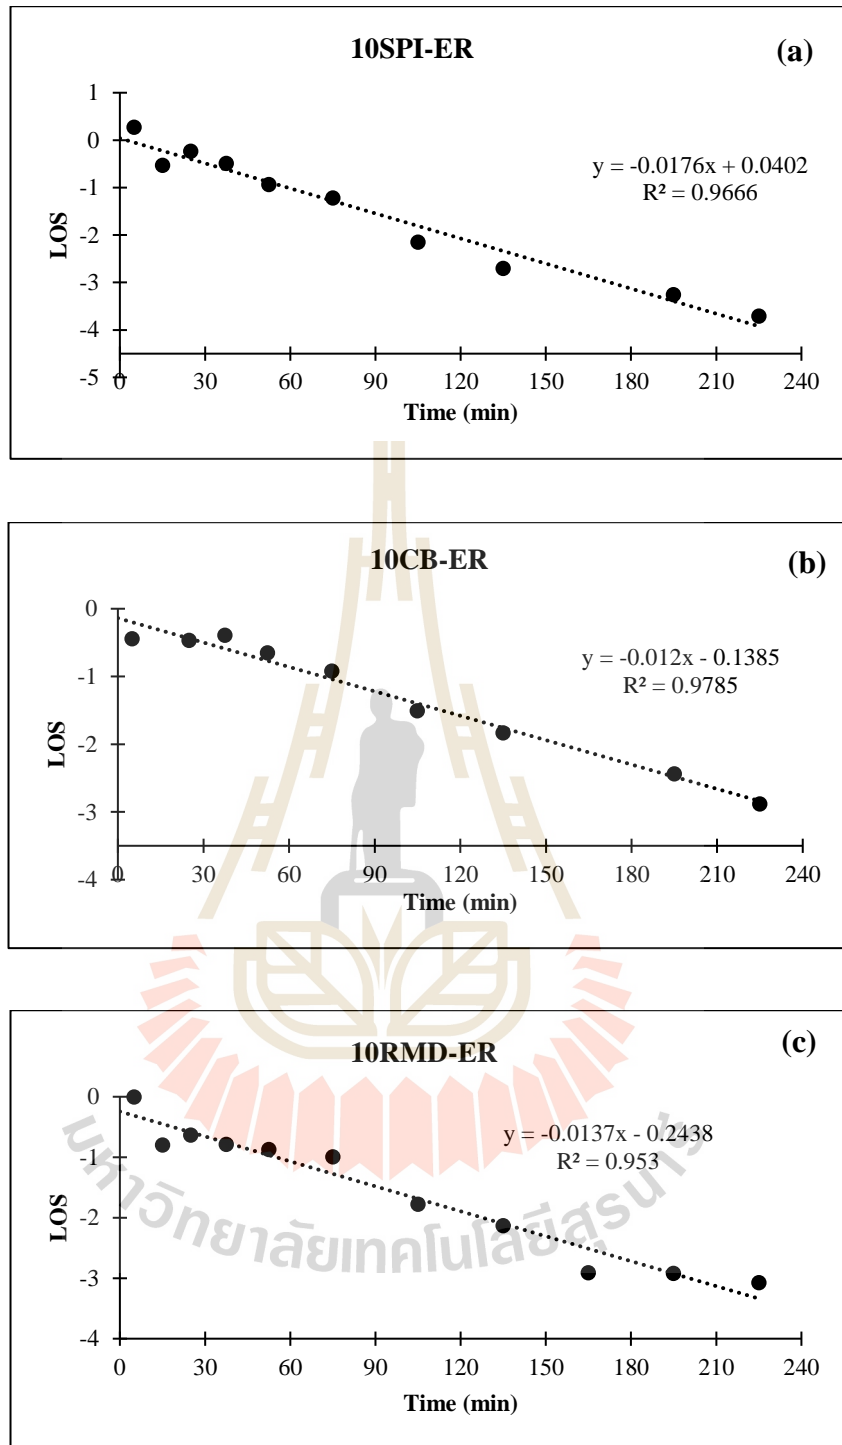 10SPI-ER
(a)
1
0
-1
-2
-3
-4
-5
LOS
y = -0.0176x + 0.0402
R² = 0.9666
0 30 60 90 120 150 180 210 240
Time (min)
10CB-ER
(b)
0
-1
-2
-3
-4
LOS
y = -0.012x - 0.1385
R² = 0.9785
0 30 60 90 120 150 180 210 240
Time (min)
10RMD-ER
(c)
0
-1
-2
-3
-4
LOS
y = -0.0137x - 0.2438
R² = 0.953
0 30 60 90 120 150 180 210 240
Time (min)
มหาวิทยาลัยเทคโนโลยีสุรนารี